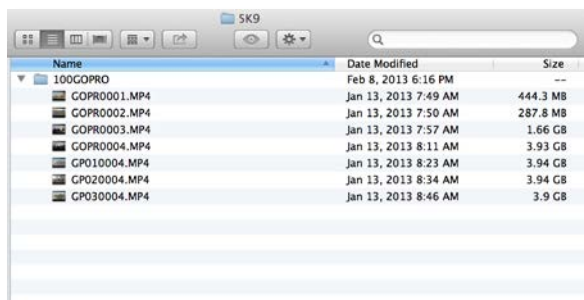 5K9
Name Date Modified Size
100GOPRO Feb 8, 2013 6:16 PM --
GOPR0001.MP4 Jan 13, 2013 7:49 AM 444.3 MB
GOPR0002.MP4 Jan 13, 2013 7:50 AM 287.8 MB
GOPR0003.MP4 Jan 13, 2013 7:57 AM 1.66 GB
GOPR0004.MP4 Jan 13, 2013 8:11 AM 3.93 GB
GP010004.MP4 Jan 13, 2013 8:23 AM 3.94 GB
GP020004.MP4 Jan 13, 2013 8:34 AM 3.94 GB
GP030004.MP4 Jan 13, 2013 8:46 AM 3.9 GB